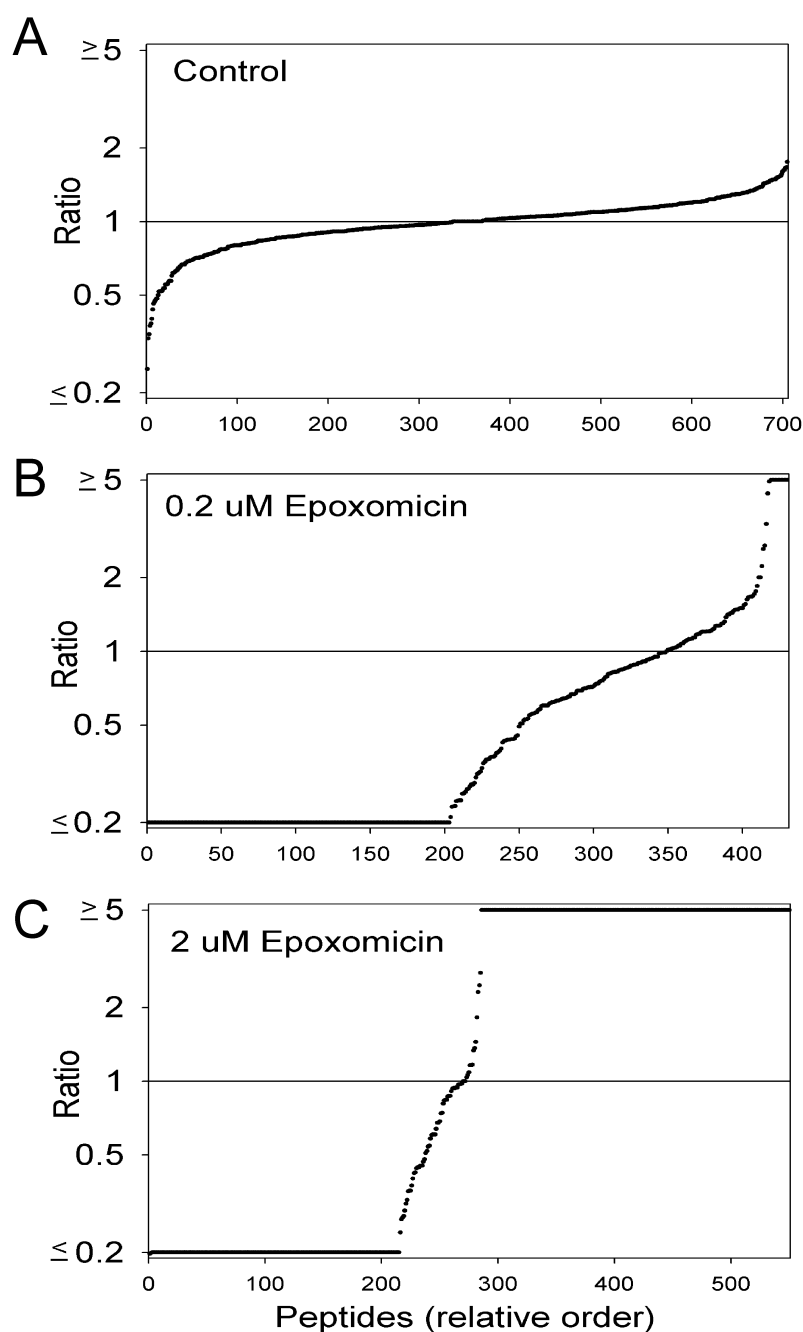 A
Control
Ratio
≥5
2
1
0.5
≤0.2
0 100 200 300 400 500 600 700
B
0.2 uM Epoxomicin
Ratio
≥5
2
1
0.5
≤0.2
0 50 100 150 200 250 300 350 400
C
2 uM Epoxomicin
Ratio
≥5
2
1
0.5
≤0.2
0 100 200 300 400 500
Peptides (relative order)